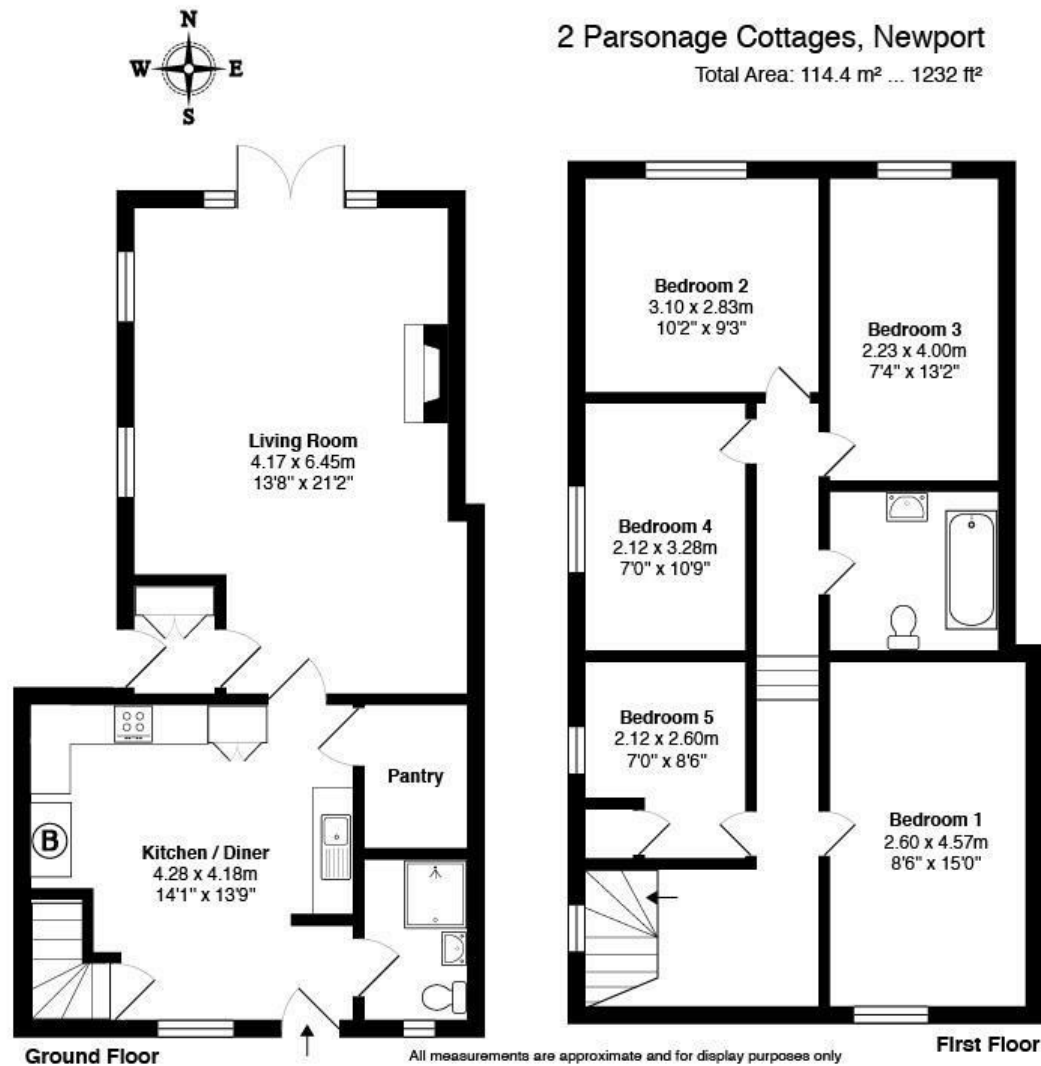 N
W E
S
2 Parsonage Cottages, Newport
Total Area: 114.4 m² ... 1232 ft²
Living Room
4.17 x 6.45m
13'8" x 21'2"
Pantry
B
Kitchen / Diner
4.28 x 4.18m
14'1" x 13'9"
Ground Floor
Bedroom 2
3.10 x 2.83m
10'2" x 9'3"
Bedroom 3
2.23 x 4.00m
7'4" x 13'2"
Bedroom 4
2.12 x 3.28m
7'0" x 10'9"
Bedroom 5
2.12 x 2.60m
7'0" x 8'6"
Bedroom 1
2.60 x 4.57m
8'6" x 15'0"
First Floor
All measurements are approximate and for display purposes only